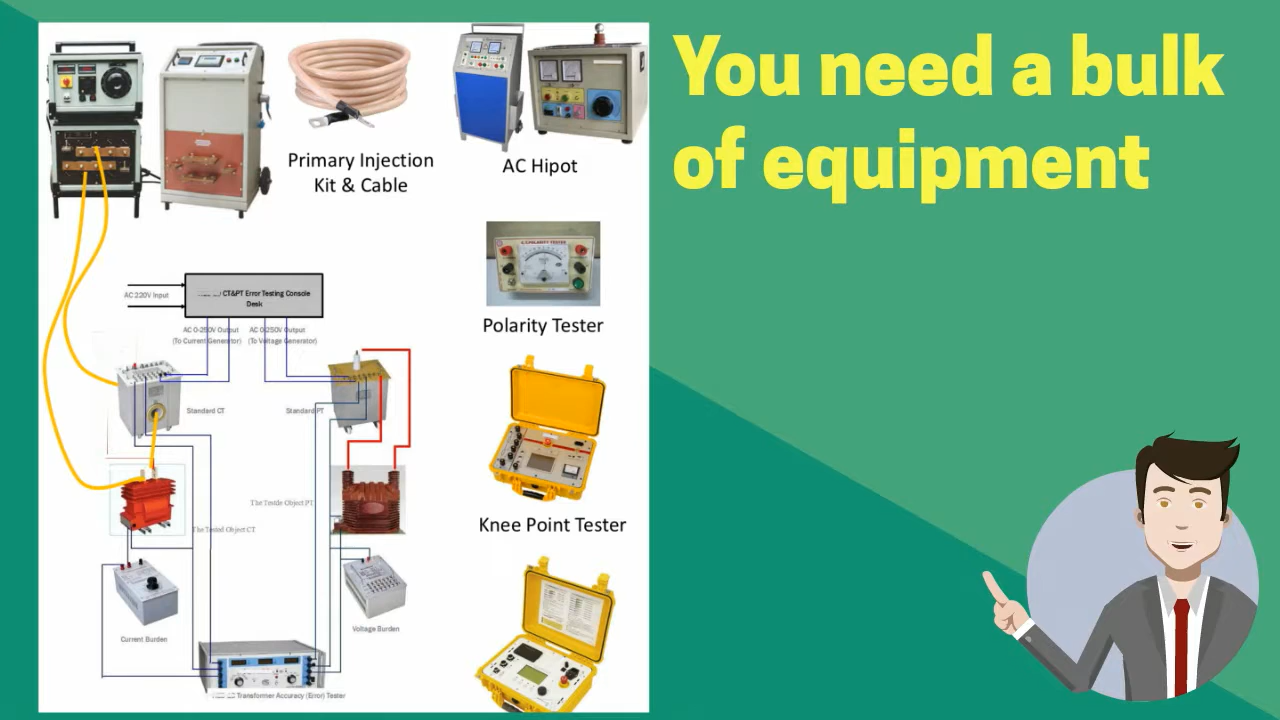 You need a bulk
of equipment
Primary Injection
Kit & Cable
AC Hipot
Polarity Tester
Knee Point Tester
CT&PT Error Testing Console
Desk
AC 220V Input
AC 0-250V Output
(To Current Generator)
AC 0-250V Output
(To Voltage Generator)
Standard CT
Standard PT
The Testde Object PT
The Tested Object CT
Current Burden
Voltage Burden
Transformer Accuracy (Error) Tester